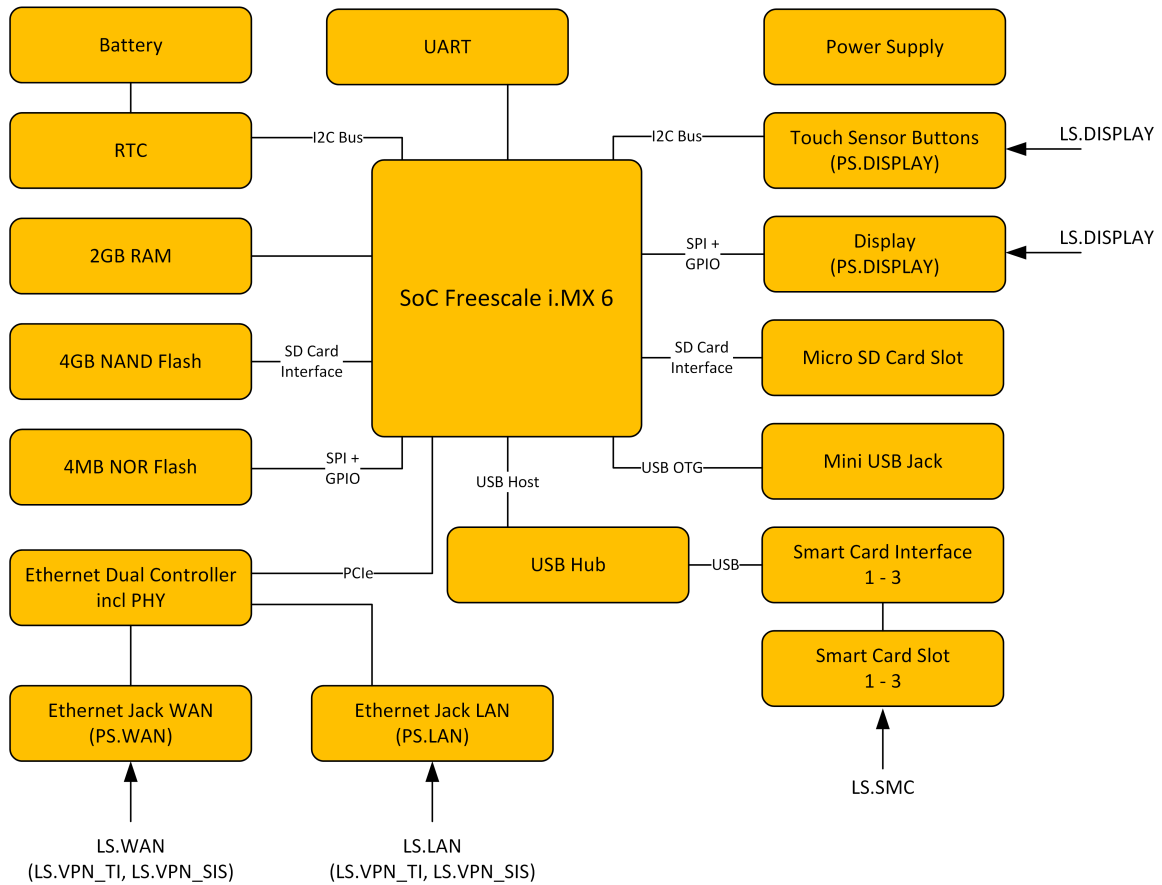 Battery
UART
Power Supply
RTC
I2C Bus
I2C Bus
Touch Sensor Buttons
(PS.DISPLAY)
LS.DISPLAY
2GB RAM
SPI +
GPIO
Display
(PS.DISPLAY)
LS.DISPLAY
SoC Freescale i.MX 6
4GB NAND Flash
SD Card
Interface
SD Card
Interface
Micro SD Card Slot
4MB NOR Flash
SPI +
GPIO
USB Host
USB OTG
Mini USB Jack
Ethernet Dual Controller
incl PHY
PCIe
USB Hub
USB
Smart Card Interface
1 - 3
Smart Card Slot
1 - 3
Ethernet Jack WAN
(PS.WAN)
Ethernet Jack LAN
(PS.LAN)
LS.SMC
LS.WAN
(LS.VPN_TI, LS.VPN_SIS)
LS.LAN
(LS.VPN_TI, LS.VPN_SIS)